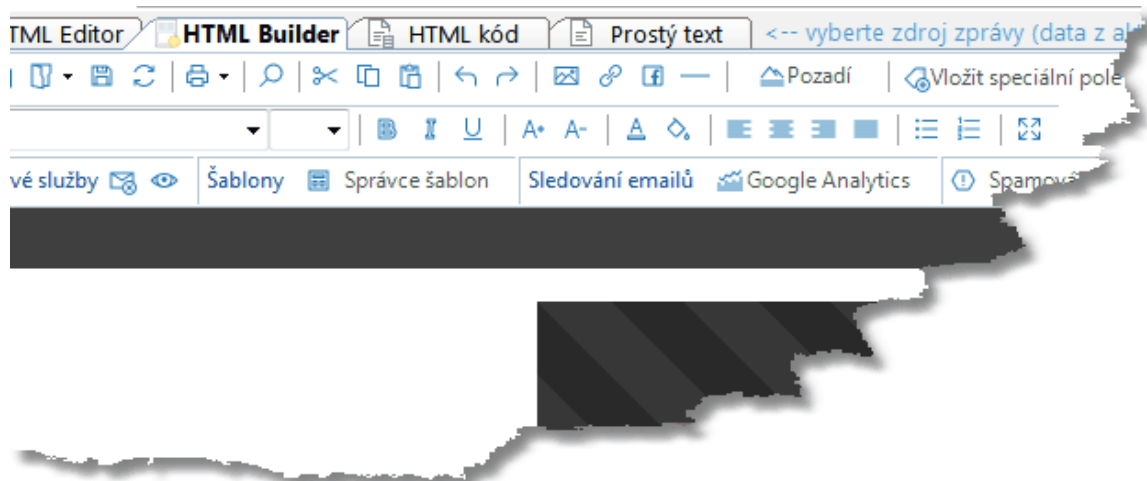 TML Editor HTML Builder HTML kód Prostý text <-- vyberte zdroj zprávy (data z
Pozadí Vložit speciální pole
B I U A+ A- A
vé služby Šablony Správce šablon Sledování emailů Google Analytics